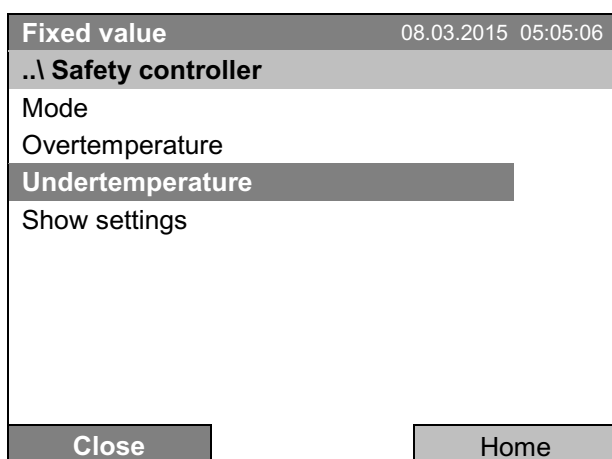 Fixed value 08.03.2015 05:05:06
..\ Safety controller
Mode
Overtemperature
Undertemperature
Show settings
Close Home